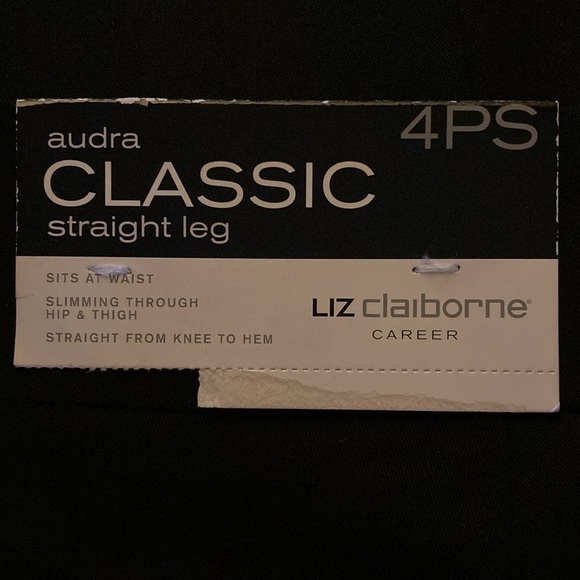 4PS
audra
CLASSIC
straight leg
SITS AT WAIST
SLIMMING THROUGH
HIP & THIGH
STRAIGHT FROM KNEE TO HEM
LIZ claiborne®
CAREER